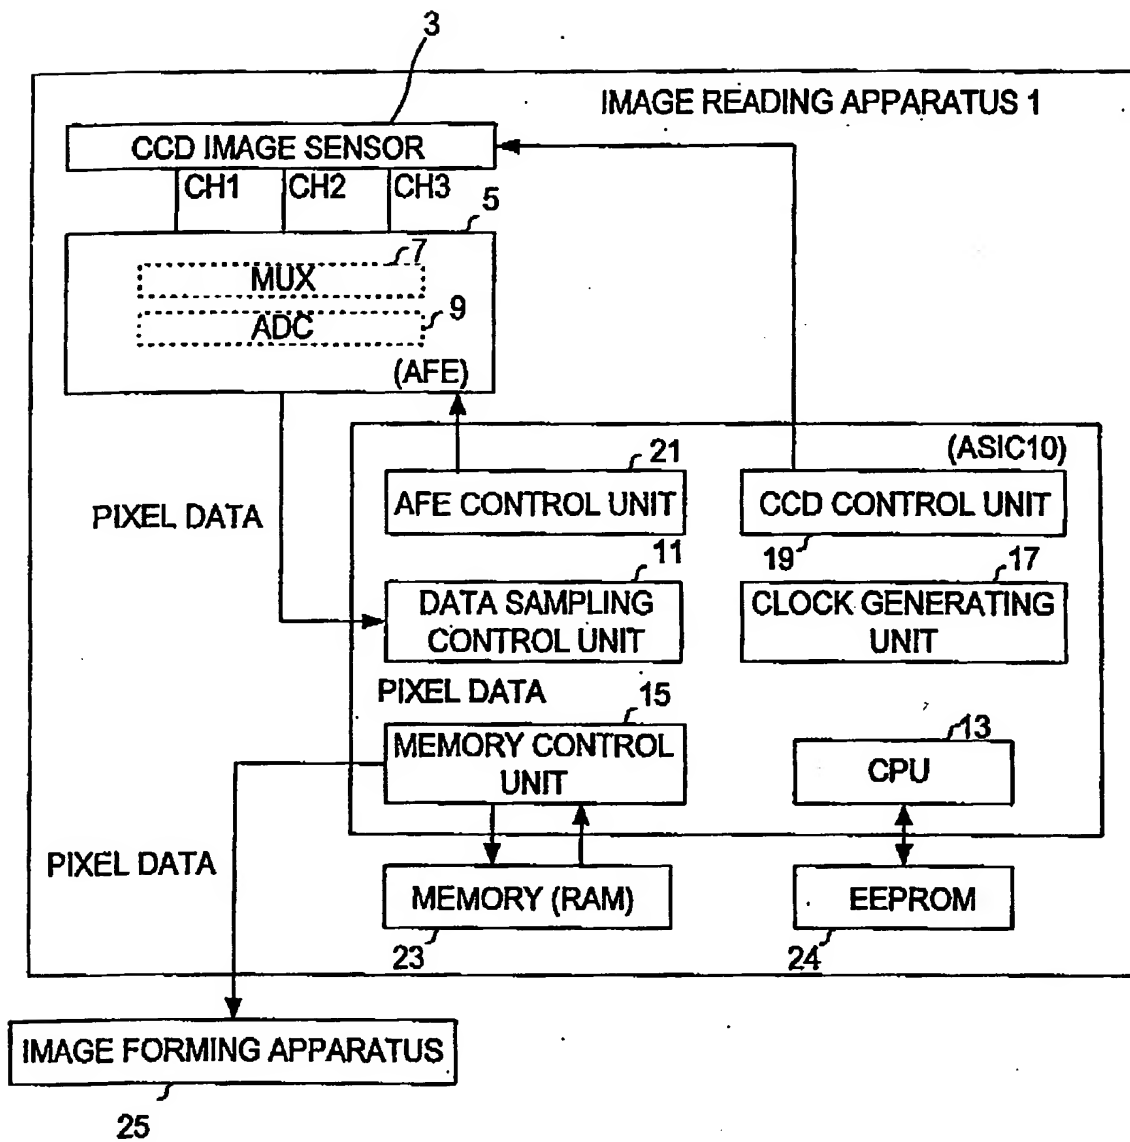 3
IMAGE READING APPARATUS 1
CCD IMAGE SENSOR
CH1
CH2
CH3
5
7
MUX
9
ADC
(AFE)
(ASIC10)
21
AFE CONTROL UNIT
CCD CONTROL UNIT
19
PIXEL DATA
11
DATA SAMPLING
CONTROL UNIT
17
CLOCK GENERATING
UNIT
PIXEL DATA
15
MEMORY CONTROL
UNIT
13
CPU
PIXEL DATA
MEMORY (RAM)
23
EEPROM
24
IMAGE FORMING APPARATUS
25